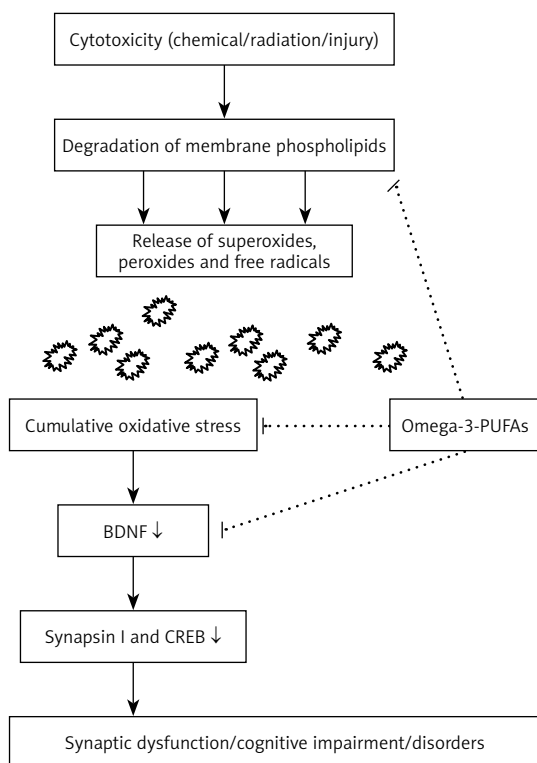 Cytotoxicity (chemical/radiation/injury)
Degradation of membrane phospholipids
Release of superoxides,
peroxides and free radicals
Cumulative oxidative stress
Omega-3-PUFAs
BDNF ↓
Synapsin I and CREB ↓
Synaptic dysfunction/cognitive impairment/disorders